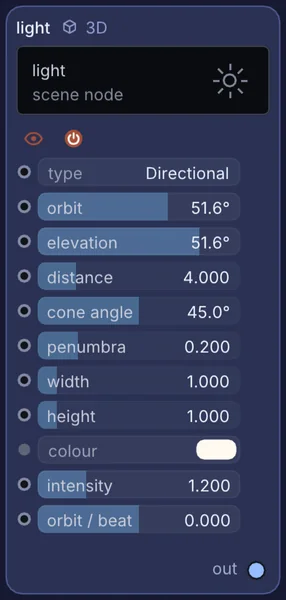 light 3D
light
scene node
type Directional
orbit 51.6°
elevation 51.6°
distance 4.000
cone angle 45.0°
penumbra 0.200
width 1.000
height 1.000
colour
intensity 1.200
orbit / beat 0.000
out